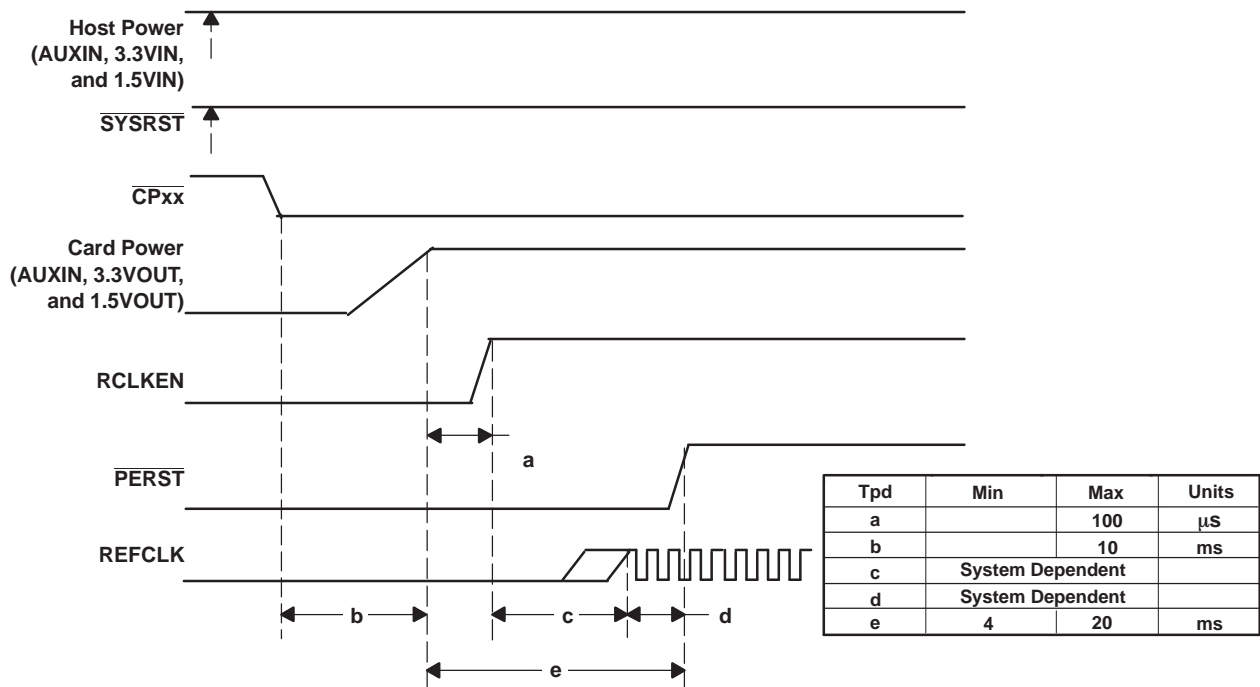 Host Power
(AUXIN, 3.3VIN,
and 1.5VIN)
SYSRST
CPxx
Card Power
(AUXIN, 3.3VOUT,
and 1.5VOUT)
RCLKEN
a
PERST
REFCLK
b
c
d
e
Tpd Min Max Units
a 100 μs
b 10 ms
c System Dependent
d System Dependent
e 4 20 ms